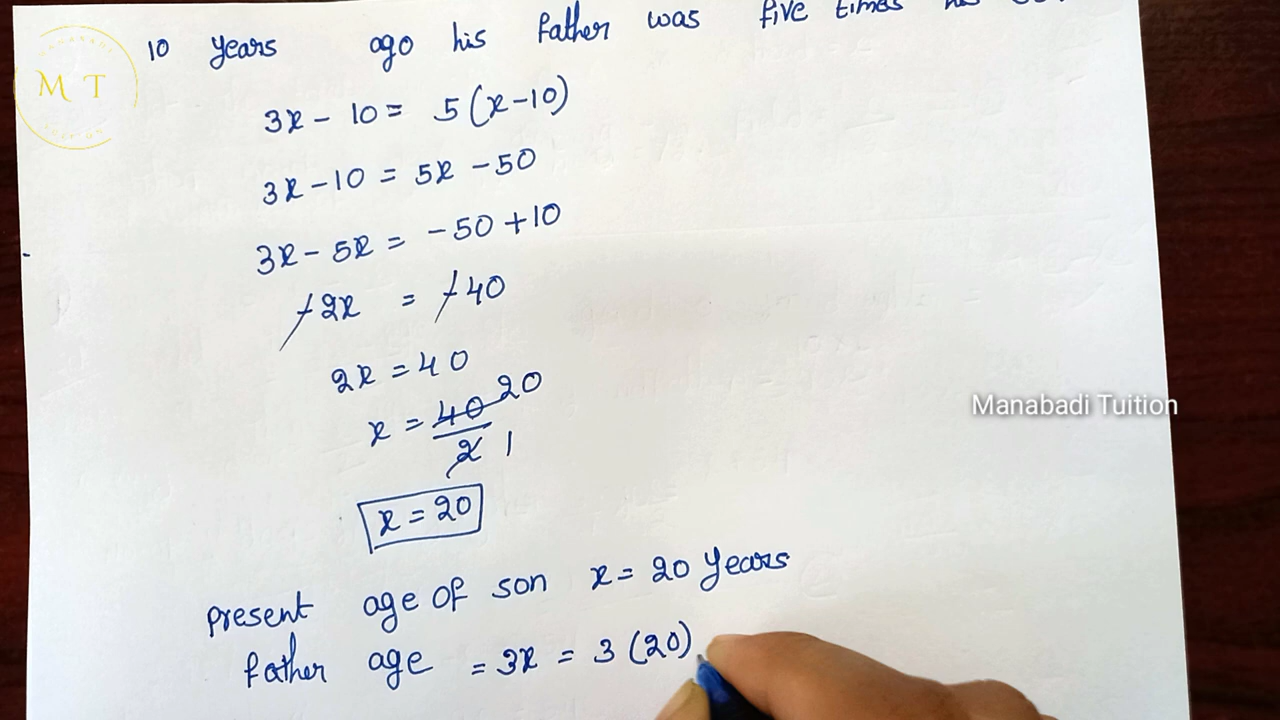 10 years ago his father was five times his
3x - 10 = 5(x-10)
3x-10 = 5x -50
3x- 5x = -50+10
-2x = -40
2x = 40
x = 40 20
2 1
x = 20
present age of son x = 20 years
father age = 3x = 3 (20)
M T
Manabadi Tuition